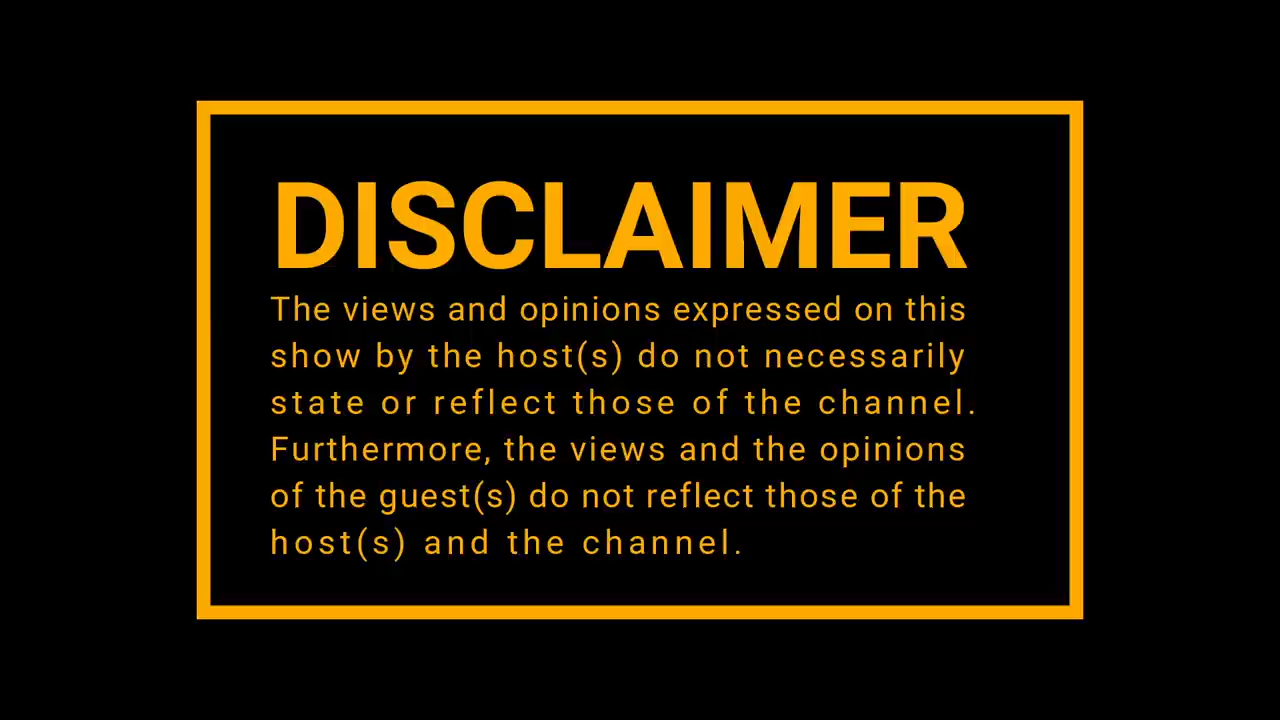 DISCLAIMER
The views and opinions expressed on this
show by the host(s) do not necessarily
state or reflect those of the channel.
Furthermore, the views and the opinions
of the guest(s) do not reflect those of the
host(s) and the channel.